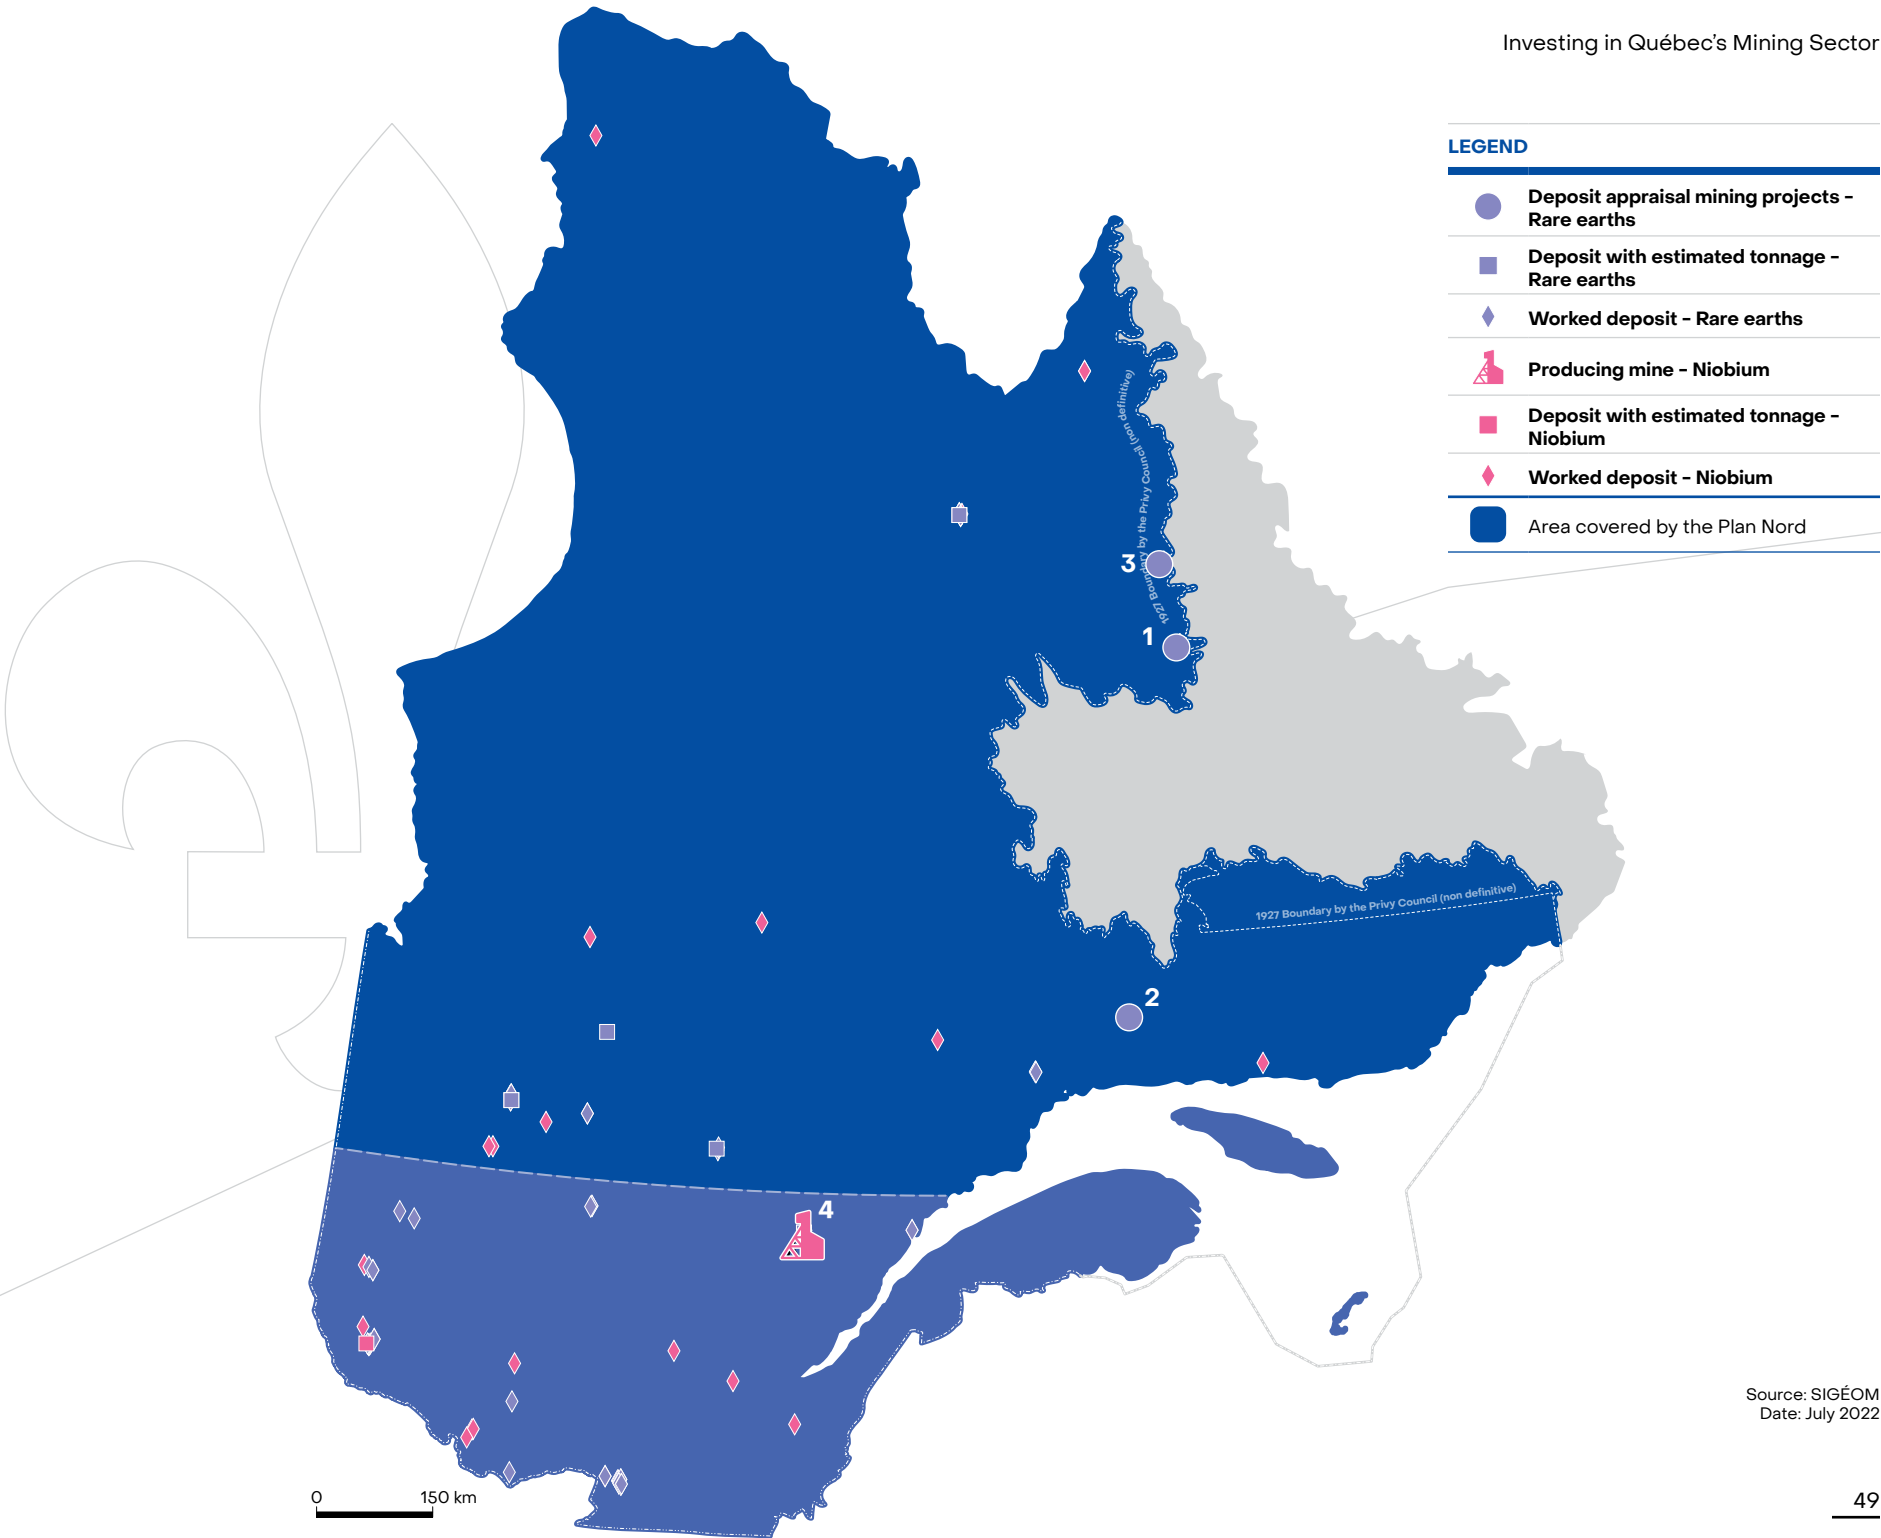 Investing in Québec's Mining Sector
LEGEND
Deposit appraisal mining projects –
Rare earths
Deposit with estimated tonnage –
Rare earths
Worked deposit – Rare earths
Producing mine – Niobium
Deposit with estimated tonnage –
Niobium
Worked deposit – Niobium
Area covered by the Plan Nord
1927 Boundary by the Privy Council (non definitive)
3
1
1927 Boundary by the Privy Council (non definitive)
2
4
Source: SIGÉOM
Date: July 2022
0 150 km
49